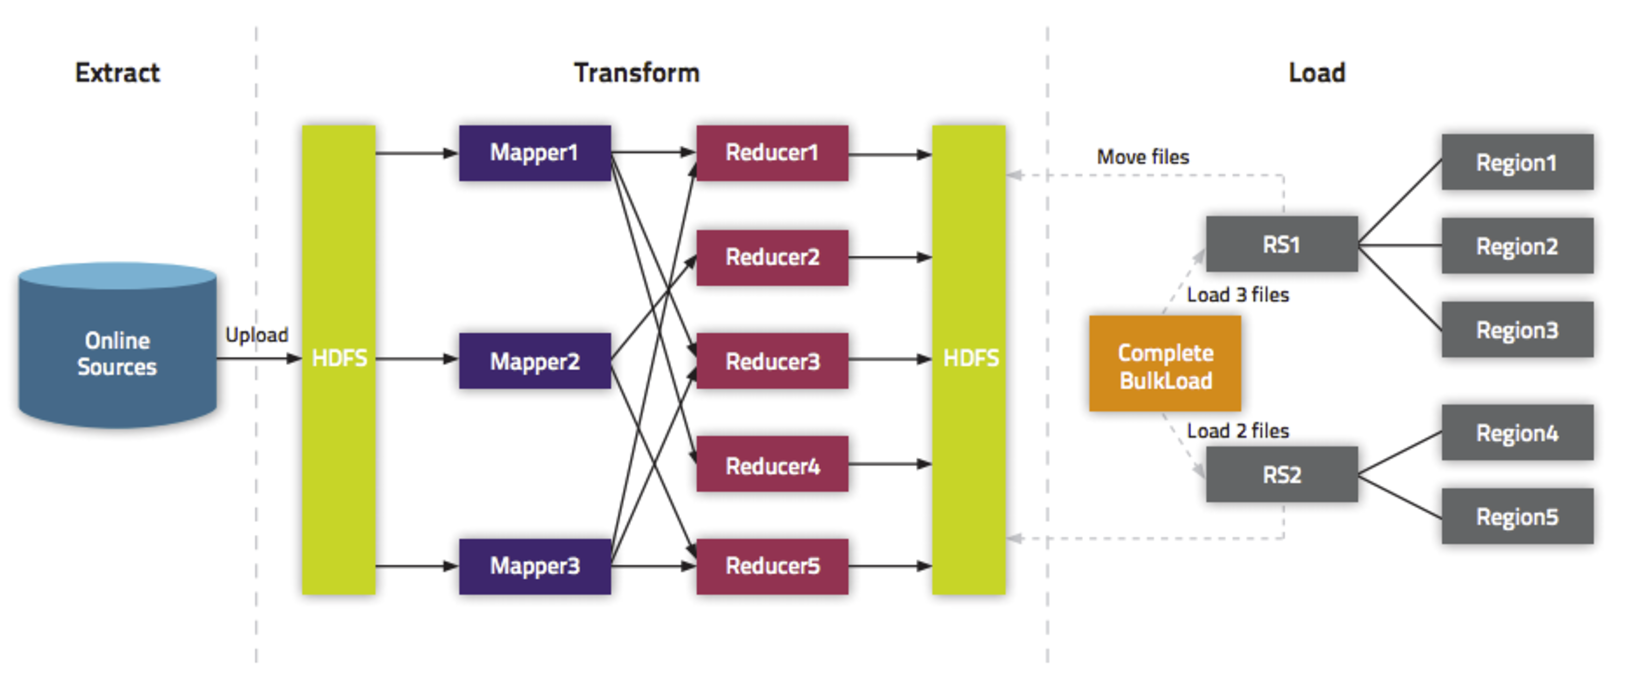 Extract
Transform
Load
Online
Sources
Upload
HDFS
Mapper1
Mapper2
Mapper3
Reducer1
Reducer2
Reducer3
Reducer4
Reducer5
HDFS
Move files
RS1
Load 3 files
Complete
BulkLoad
Load 2 files
RS2
Region1
Region2
Region3
Region4
Region5